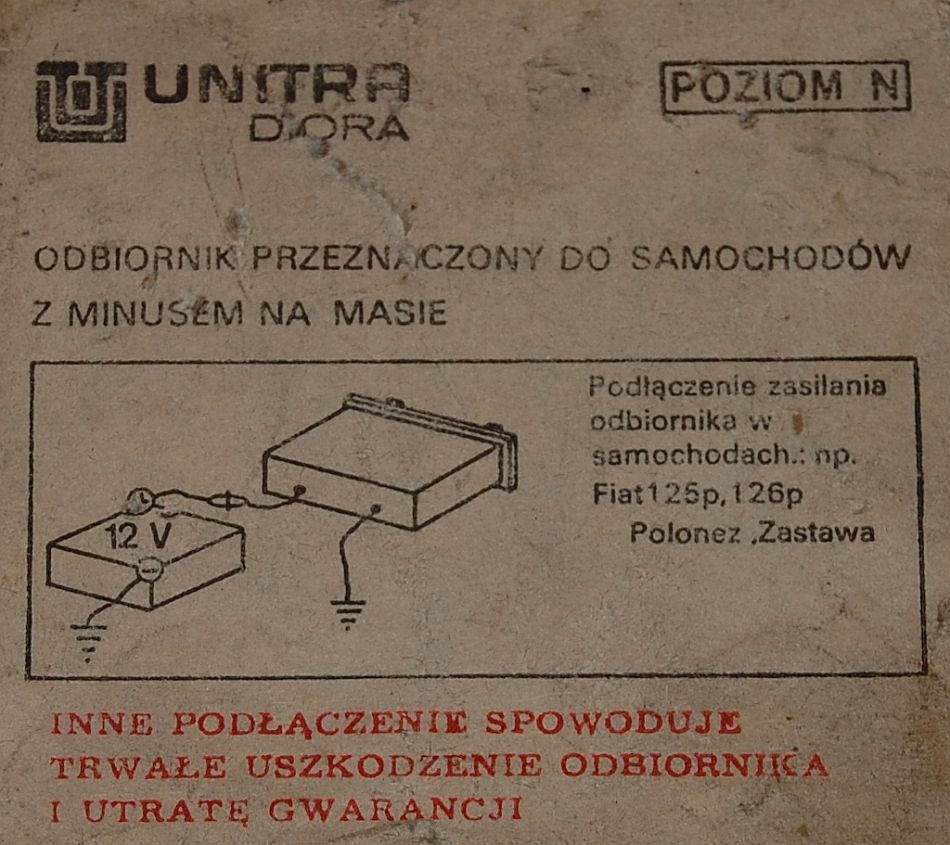 UNITRA
DIORA
POZIOM N
ODBIORNIK PRZEZNACZONY DO SAMOCHODÓW
Z MINUSEM NA MASIE
Podłączenie zasilania
odbiornika w
samochodach.: np.
Fiat125p,126p
Polonez ,Zastawa
12 V
INNE PODŁĄCZENIE SPOWODUJE
TRWAŁE USZKODZENIE ODBIORNIKA
I UTRATĘ GWARANCJI